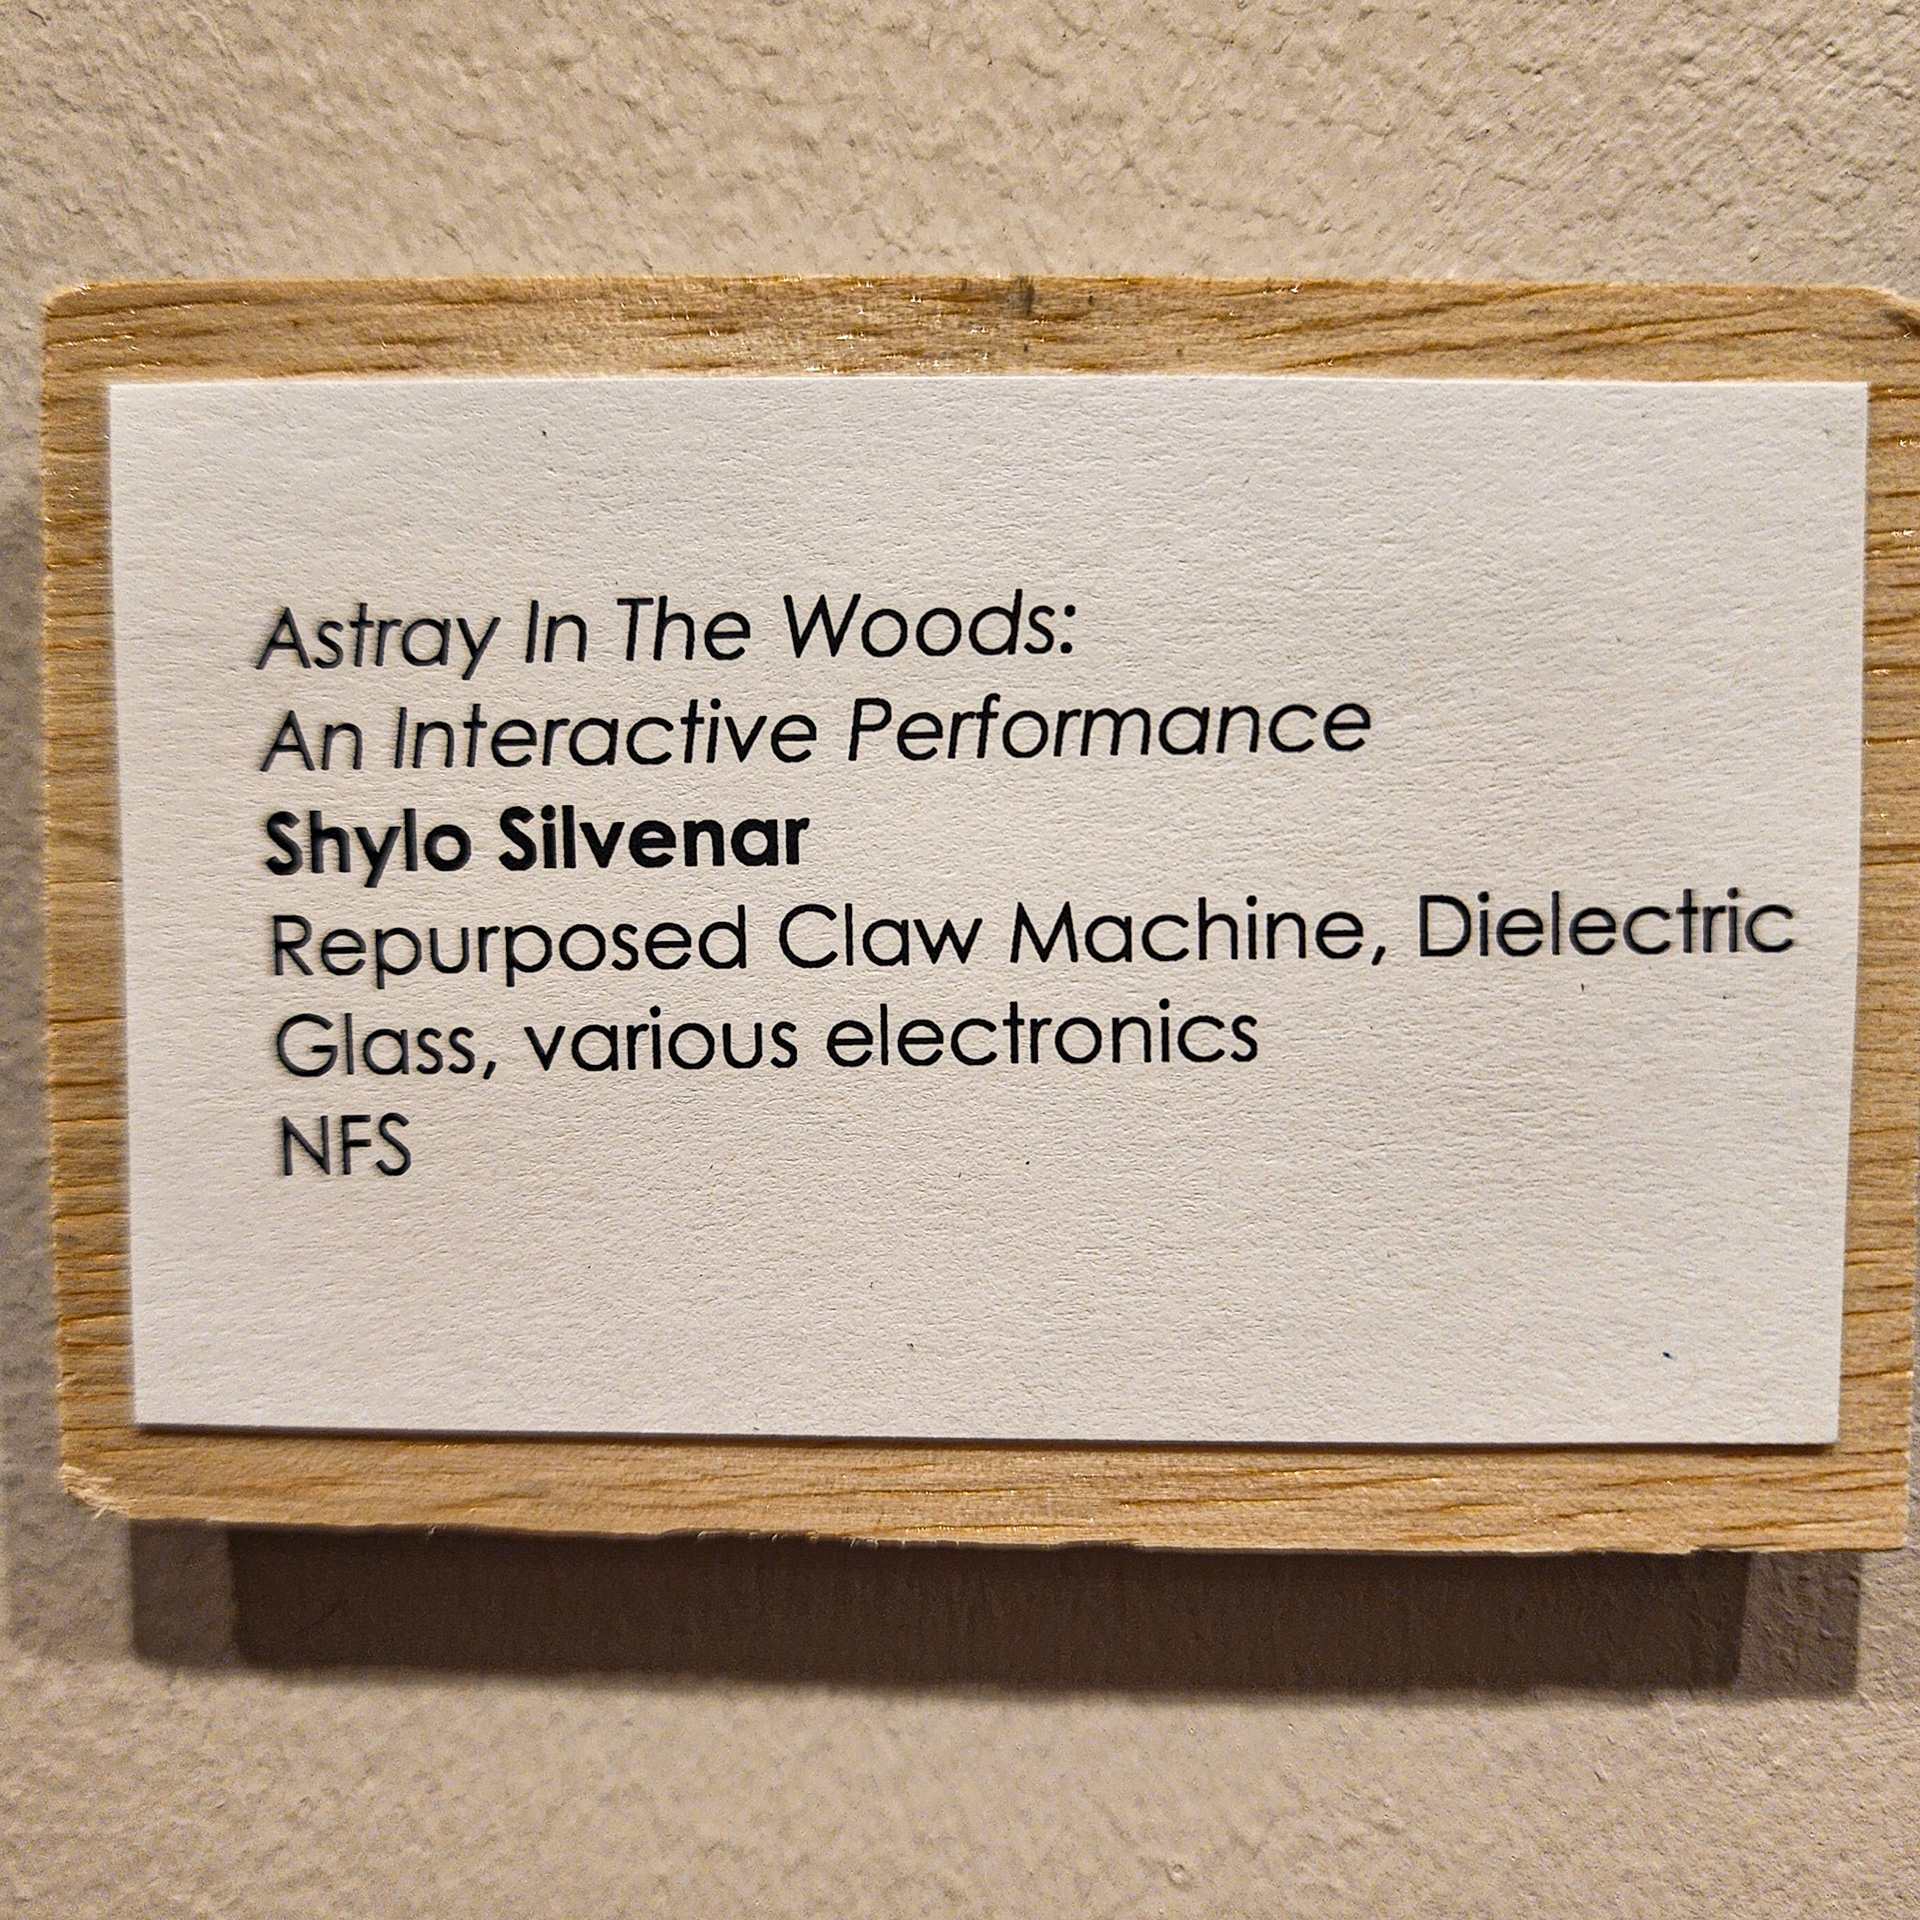 Astray In The Woods:
An Interactive Performance
Shylo Silvenar
Repurposed Claw Machine, Dielectric
Glass, various electronics
NFS